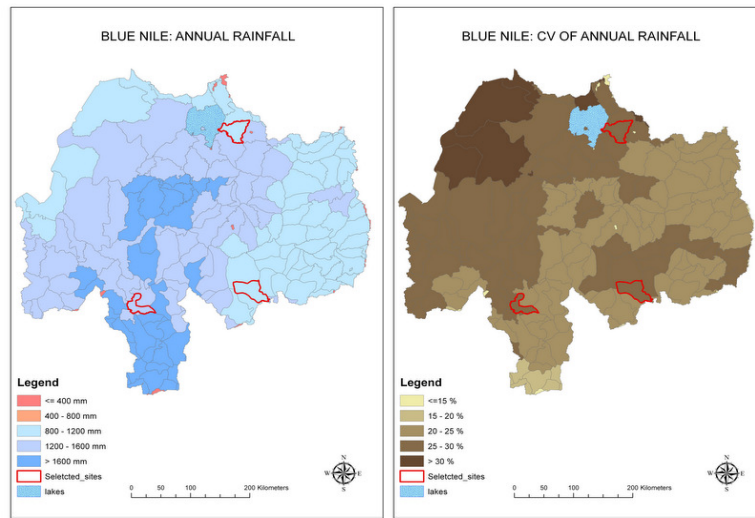 BLUE NILE: ANNUAL RAINFALL
Legend
<= 400 mm
400 - 800 mm
800 - 1200 mm
1200 - 1600 mm
> 1600 mm
Seletcted_sites
lakes
0 50 100 200 Kilometers
N
W E
S
BLUE NILE: CV OF ANNUAL RAINFALL
Legend
<=15 %
15 - 20 %
20 - 25 %
25 - 30 %
> 30 %
Seletcted_sites
lakes
0 50 100 200 Kilometers
N
W E
S